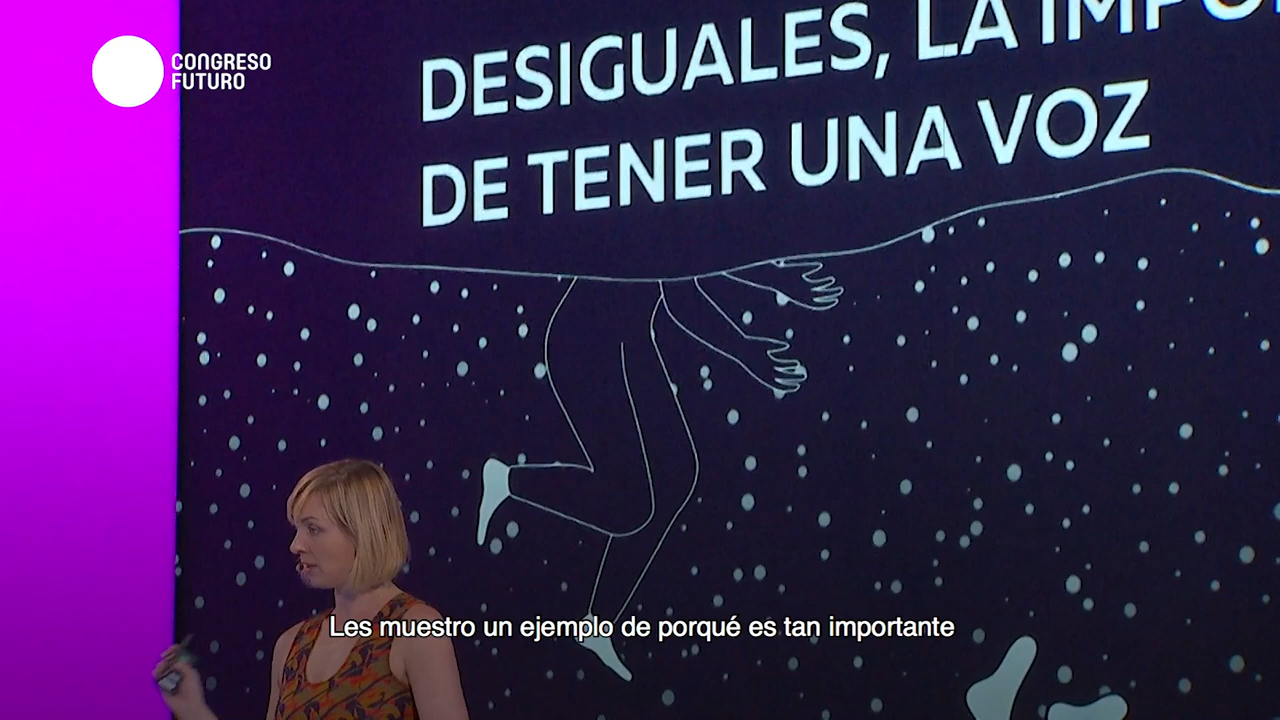 CONGRESO
FUTURO
DESIGUALES, LA
DE TENER UNA VOZ
Les muestro un ejemplo de porqué es tan importante